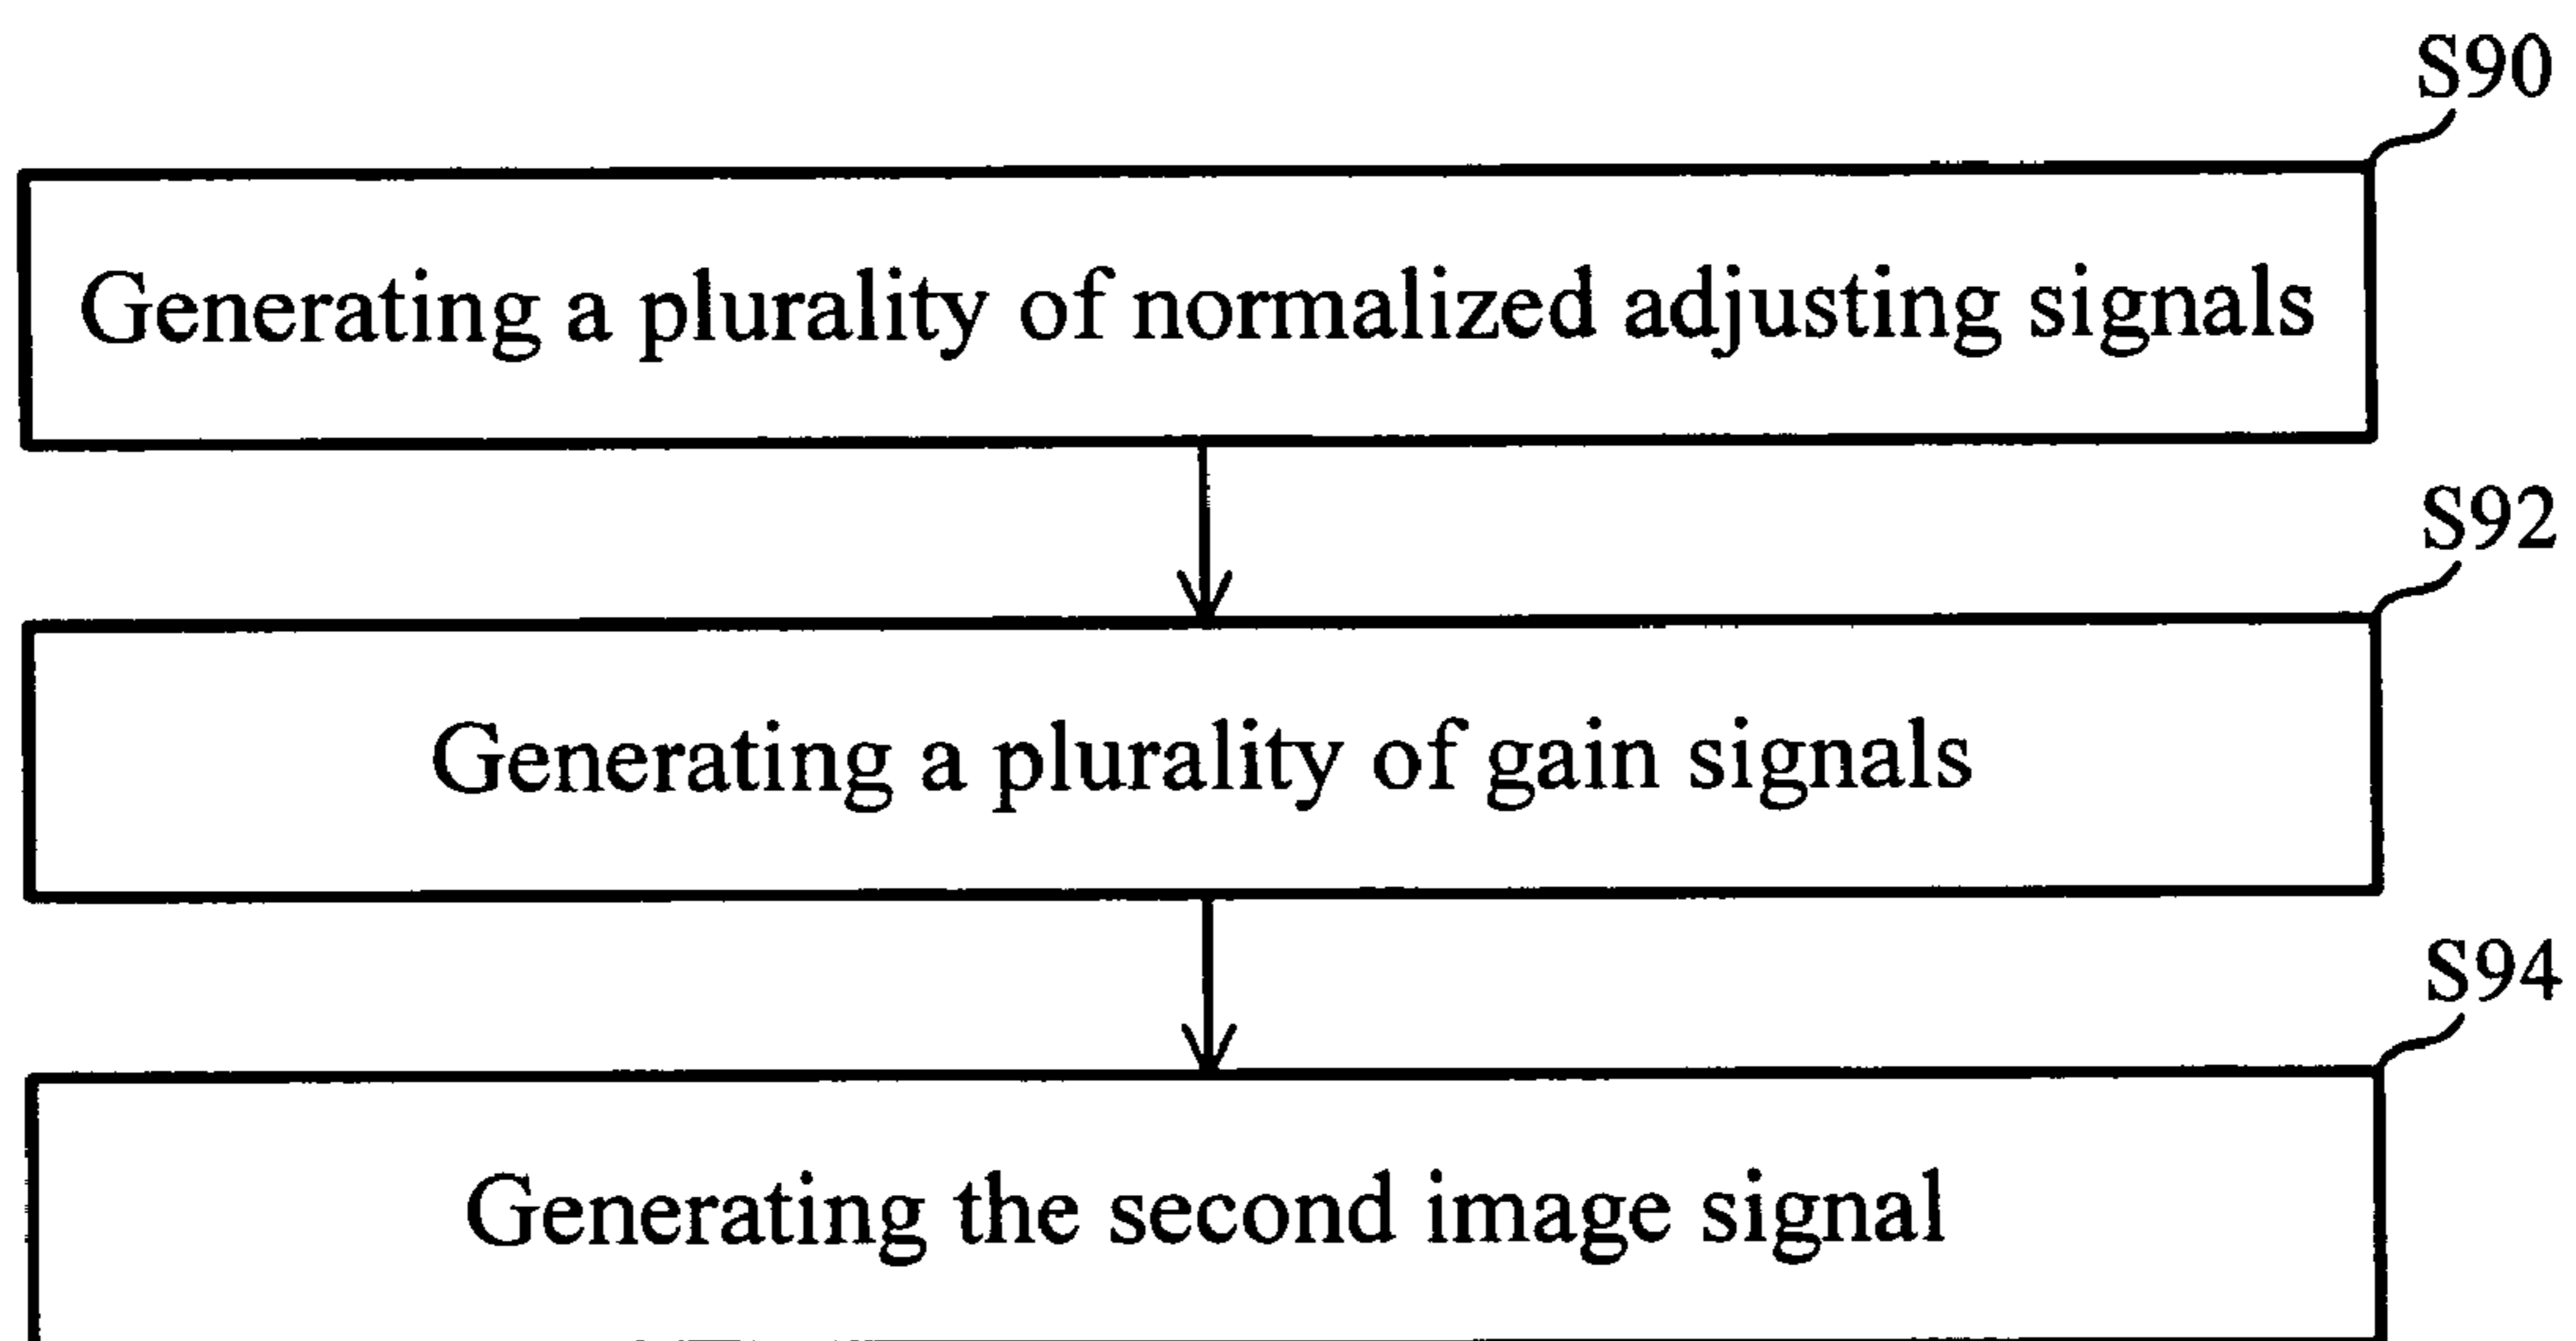 S90
Generating a plurality of normalized adjusting signals
S92
Generating a plurality of gain signals
S94
Generating the second image signal